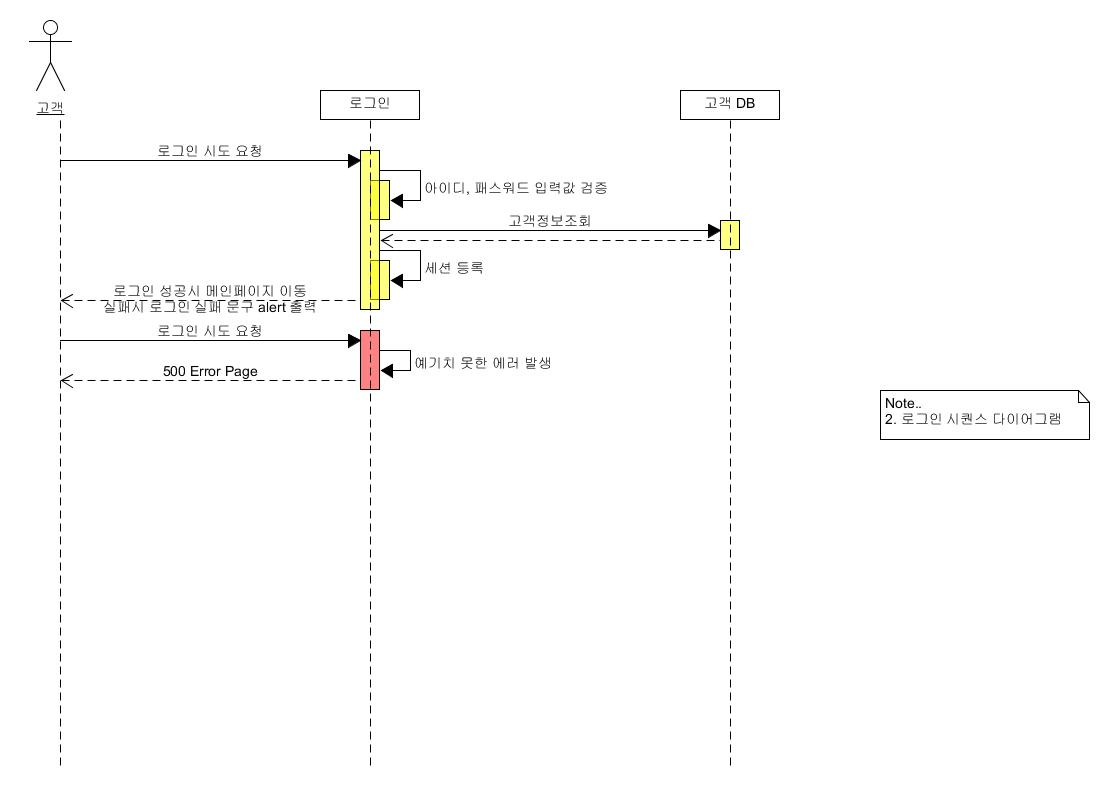 고객
로그인
고객 DB
로그인 시도 요청
아이디, 패스워드 입력값 검증
고객정보조회
세션 등록
로그인 성공시 메인페이지 이동
실패시 로그인 실패 문구 alert 출력
로그인 시도 요청
예기치 못한 에러 발생
500 Error Page
Note..
2. 로그인 시퀀스 다이어그램